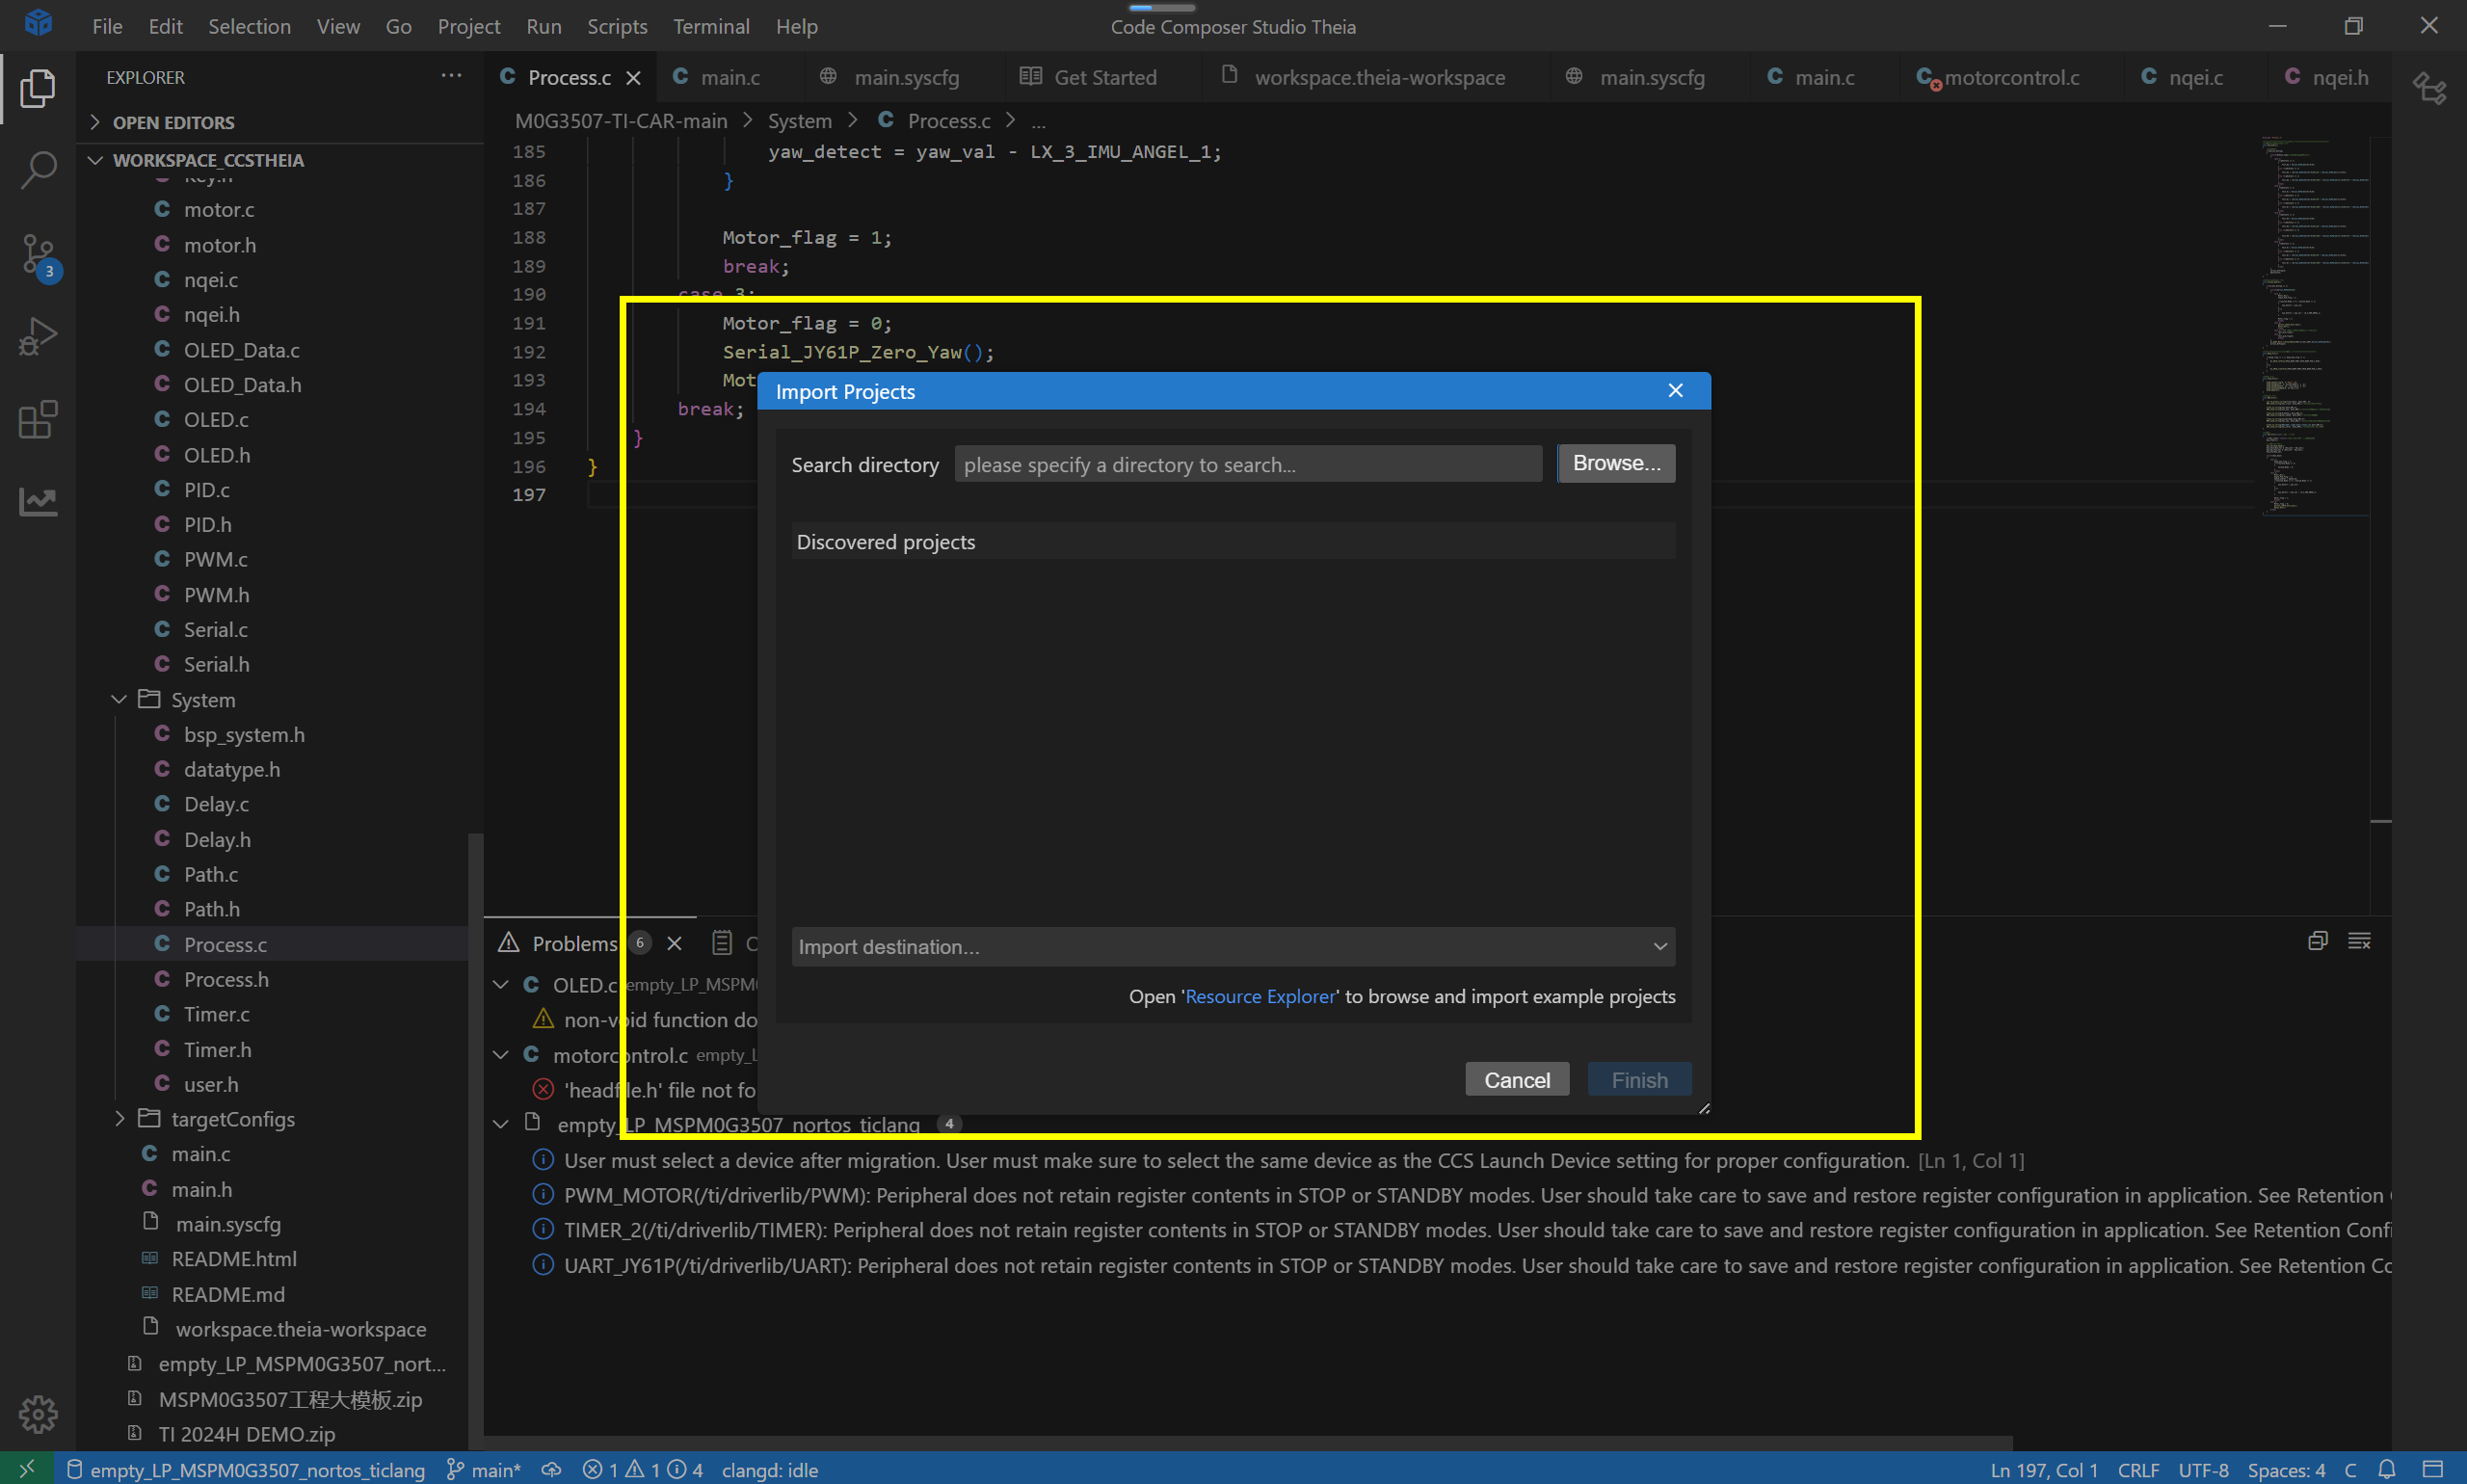 File Edit Selection View Go Project Run Scripts Terminal Help
Code Composer Studio Theia
EXPLORER
Process.c
main.c
main.syscfg
Get Started
workspace.theia-workspace
main.syscfg
main.c
motorcontrol.c
nqei.c
nqei.h
OPEN EDITORS
WORKSPACE_CCSTHEIA
key.h
motor.c
motor.h
nqei.c
nqei.h
OLED_Data.c
OLED_Data.h
OLED.c
OLED.h
PID.c
PID.h
PWM.c
PWM.h
Serial.c
Serial.h
System
bsp_system.h
datatype.h
Delay.c
Delay.h
Path.c
Path.h
Process.c
Process.h
Timer.c
Timer.h
user.h
targetConfigs
main.c
main.h
main.syscfg
README.html
README.md
workspace.theia-workspace
empty_LP_MSPM0G3507_nort...
MSPM0G3507工程大模板.zip
TI 2024H DEMO.zip
3
M0G3507-TI-CAR-main > System > C Process.c > ...
185 yaw_detect = yaw_val - LX_3_IMU_ANGEL_1;
186 }
187
188 Motor_flag = 1;
189 break;
190 case 3:
191 Motor_flag = 0;
192 Serial_JY61P_Zero_Yaw();
193 Mot
194 break;
195 }
196 }
197
Import Projects
Search directory please specify a directory to search... Browse...
Discovered projects
Import destination...
Open 'Resource Explorer' to browse and import example projects
Cancel Finish
Problems 6
OLED.c empty_LP_MSPM
non-void function do
motorcontrol.c empty_L
'headfile.h' file not fo
empty_LP_MSPM0G3507_nortos_ticlang 4
User must select a device after migration. User must make sure to select the same device as the CCS Launch Device setting for proper configuration. [Ln 1, Col 1]
PWM_MOTOR(/ti/driverlib/PWM): Peripheral does not retain register contents in STOP or STANDBY modes. User should take care to save and restore register configuration in application. See Retention
TIMER_2(/ti/driverlib/TIMER): Peripheral does not retain register contents in STOP or STANDBY modes. User should take care to save and restore register configuration in application. See Retention Confi
UART_JY61P(/ti/driverlib/UART): Peripheral does not retain register contents in STOP or STANDBY modes. User should take care to save and restore register configuration in application. See Retention Co
empty_LP_MSPM0G3507_nortos_ticlang main* 1 1 4 clangd: idle
Ln 197, Col 1 CRLF UTF-8 Spaces: 4 C